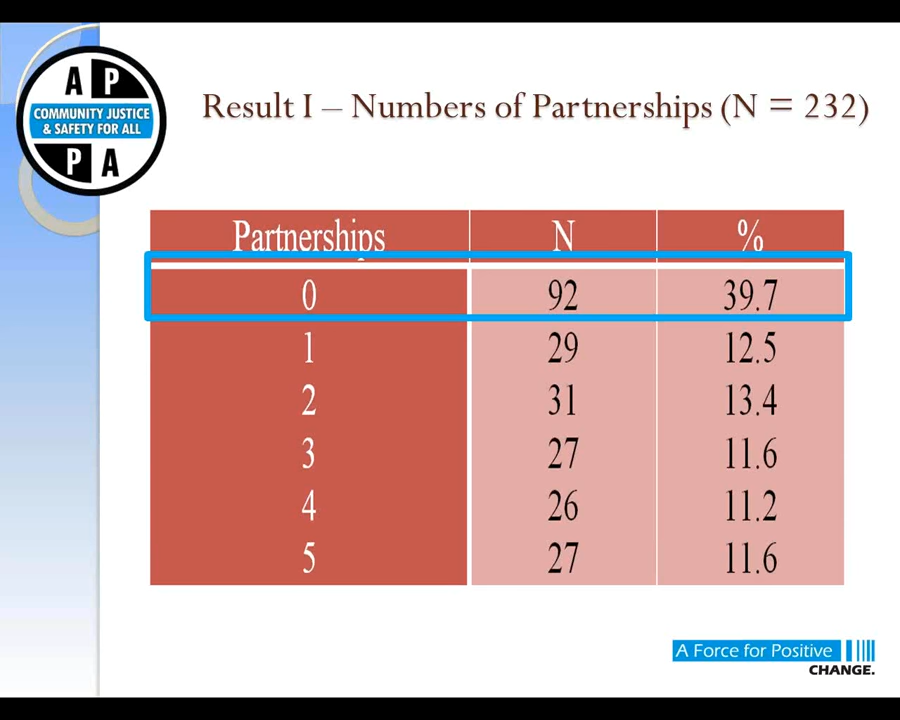 A P
COMMUNITY JUSTICE
& SAFETY FOR ALL
P A
Result I – Numbers of Partnerships (N = 232)
Partnerships N %
0 92 39.7
1 29 12.5
2 31 13.4
3 27 11.6
4 26 11.2
5 27 11.6
A Force for Positive
CHANGE.